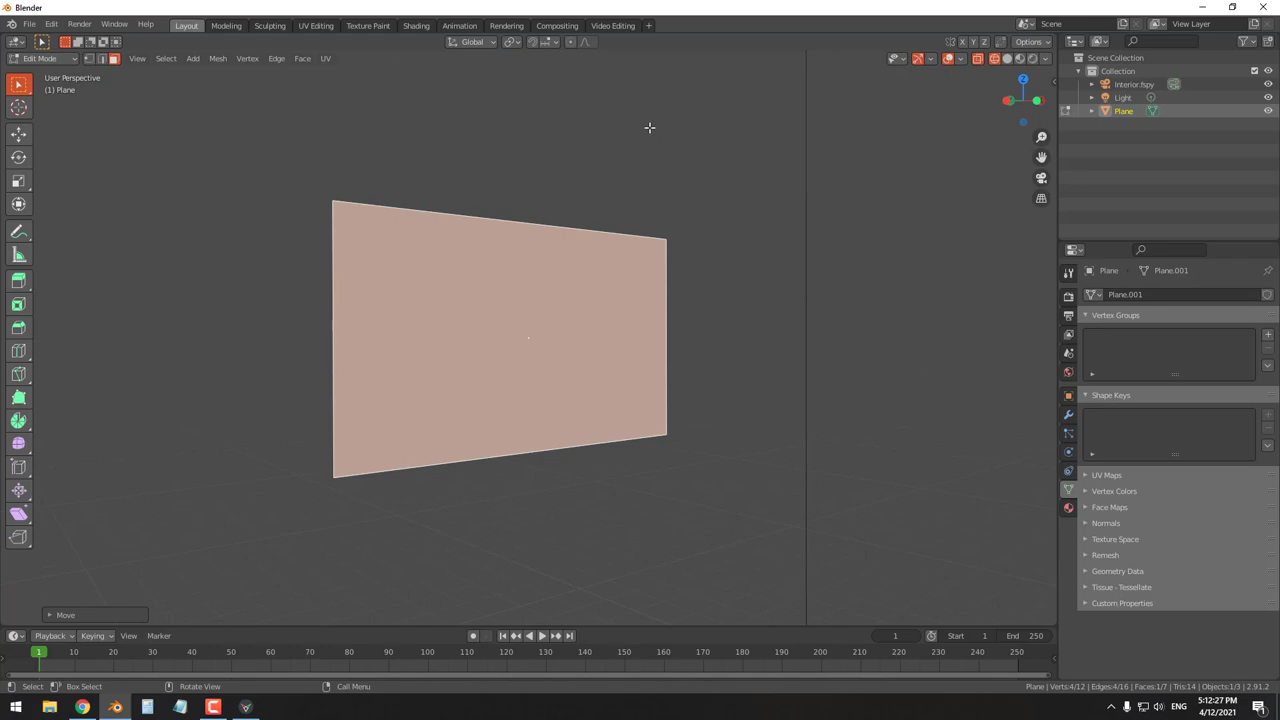 Blender
File Edit Render Window Help
Layout Modeling Sculpting UV Editing Texture Paint Shading Animation Rendering Compositing Video Editing +
Scene
View Layer
Global
X Y Z Options
Edit Mode
View Select Add Mesh Vertex Edge Face UV
User Perspective
(1) Plane
Z
Scene Collection
Collection
Interior.fspy
Light
Plane
Plane Plane.001
Plane.001
Vertex Groups
Shape Keys
UV Maps
Vertex Colors
Face Maps
Normals
Texture Space
Remesh
Geometry Data
Tissue - Tessellate
Custom Properties
Move
Playback Keying View Marker
1 Start 1 End 250
1 10 20 30 40 50 60 70 80 90 100 110 120 130 140 150 160 170 180 190 200 210 220 230 240 250
Select Box Select Rotate View Call Menu
Plane | Verts:4/12 | Edges:4/16 | Faces:1/7 | Tris:14 | Objects:1/3 | 2.91.2
ENG
5:12:27 PM
4/12/2021